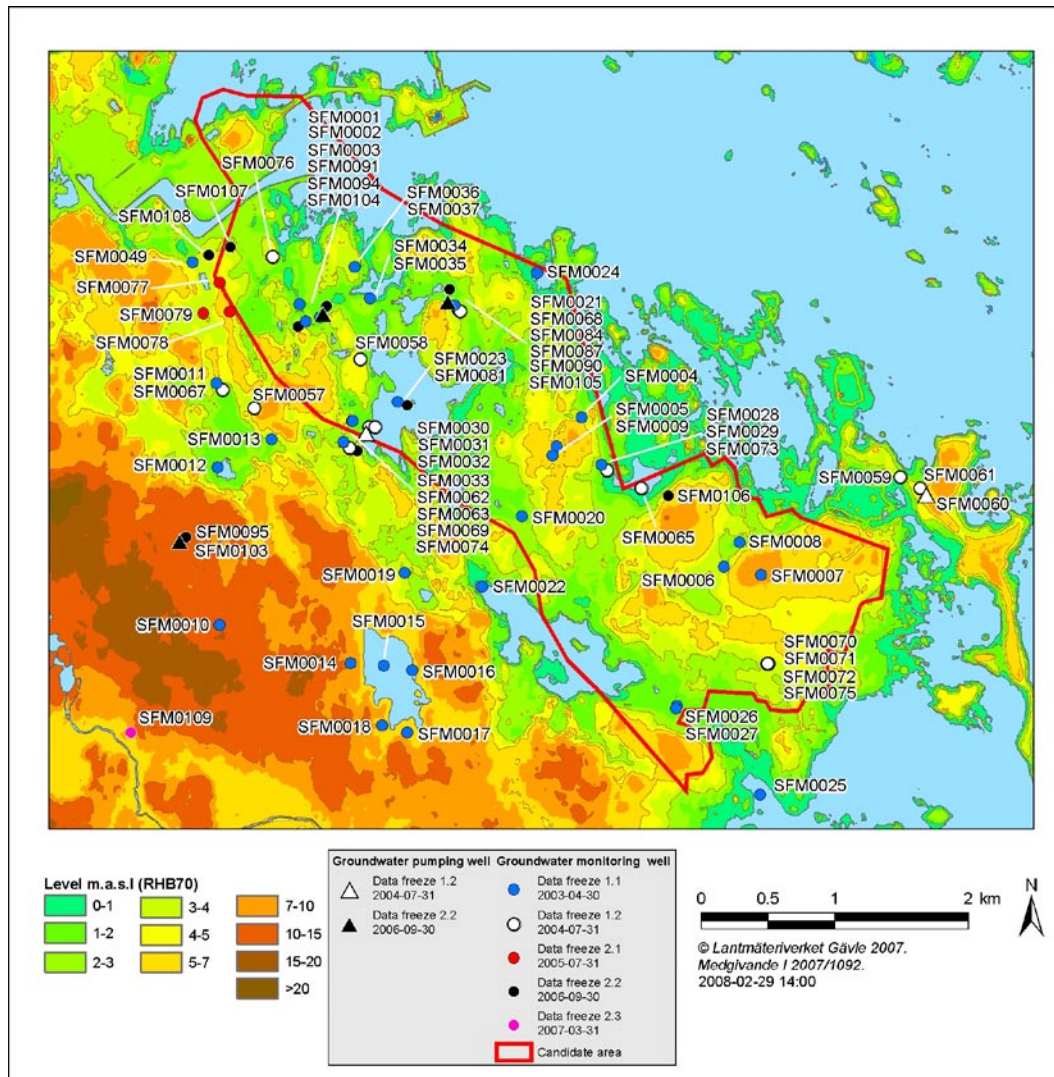 SFM0001
SFM0002
SFM0003
SFM0091
SFM0094
SFM0104
SFM0076
SFM0107
SFM0108
SFM0036
SFM0037
SFM0034
SFM0035
SFM0049
SFM0024
SFM0077
SFM0079
SFM0078
SFM0021
SFM0068
SFM0084
SFM0087
SFM0090
SFM0105
SFM0058
SFM0023
SFM0081
SFM0004
SFM0011
SFM0067
SFM0057
SFM0005
SFM0009
SFM0028
SFM0029
SFM0073
SFM0013
SFM0012
SFM0030
SFM0031
SFM0032
SFM0033
SFM0062
SFM0063
SFM0069
SFM0074
SFM0059
SFM0061
SFM0060
SFM0106
SFM0020
SFM0065
SFM0095
SFM0103
SFM0008
SFM0006
SFM0007
SFM0019
SFM0022
SFM0010
SFM0015
SFM0014
SFM0016
SFM0070
SFM0071
SFM0072
SFM0075
SFM0109
SFM0018
SFM0017
SFM0026
SFM0027
SFM0025
Level m.a.s.l (RHB70)
0-1
1-2
2-3
3-4
4-5
5-7
7-10
10-15
15-20
>20
Groundwater pumping well
Data freeze 1.2
2004-07-31
Data freeze 2.2
2006-09-30
Groundwater monitoring well
Data freeze 1.1
2003-04-30
Data freeze 1.2
2004-07-31
Data freeze 2.1
2005-07-31
Data freeze 2.2
2006-09-30
Data freeze 2.3
2007-03-31
Candidate area
0 0.5 1 2 km
N
© Lantmäteriverket Gävle 2007.
Medgivande I 2007/1092.
2008-02-29 14:00